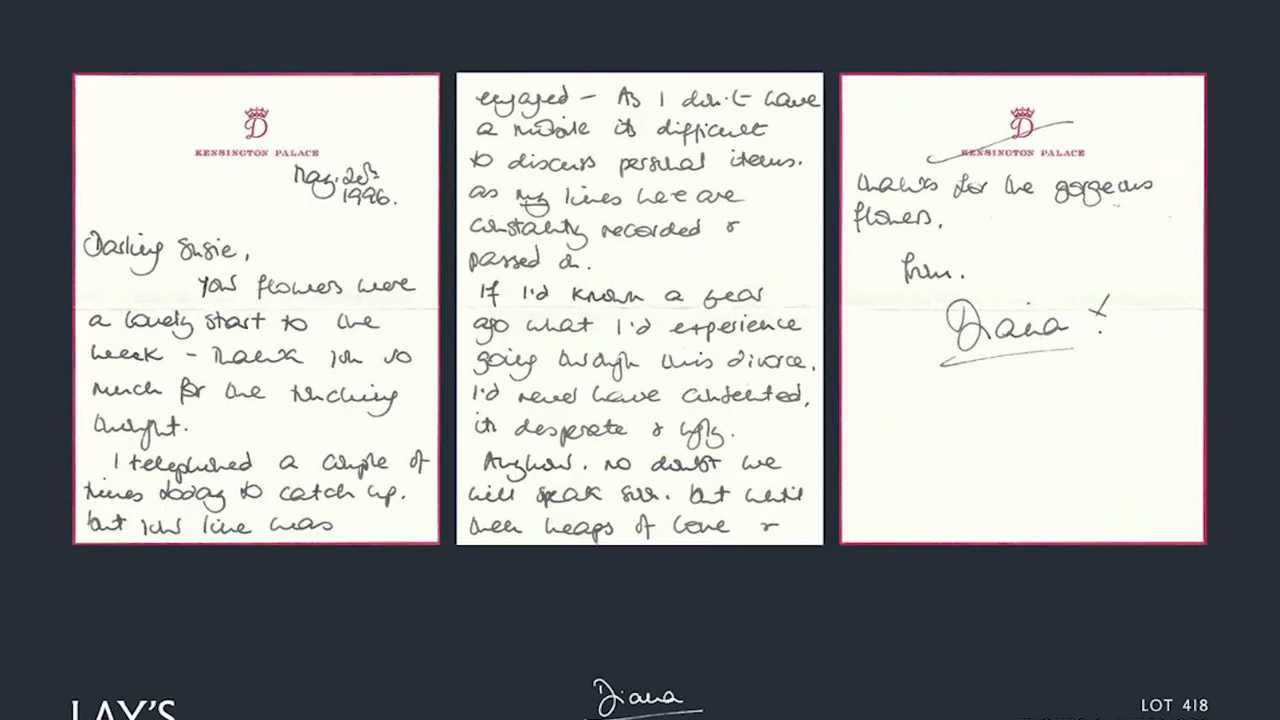 D
KENSINGTON PALACE
May. 20th
1996.
Darling Susie,
Your flowers were
a lovely start to the
week - thank you so
much for the touching
thought.
I telephoned a couple of
times today to catch up.
but your line was
engaged - As I don't have
a mobile its difficult
to discuss personal items.
as my lines here are
constantly recorded &
passed on.
If I'd known a year
ago what I'd experience
going through this divorce.
I'd never have consented,
its desperate & ugly.
Anyhow. no doubt we
will speak soon. but until
then heaps of love &
D
KENSINGTON PALACE
thanks for the gorgeous
flowers.
from.
Diana x
LAY'S
Diana
LOT 418